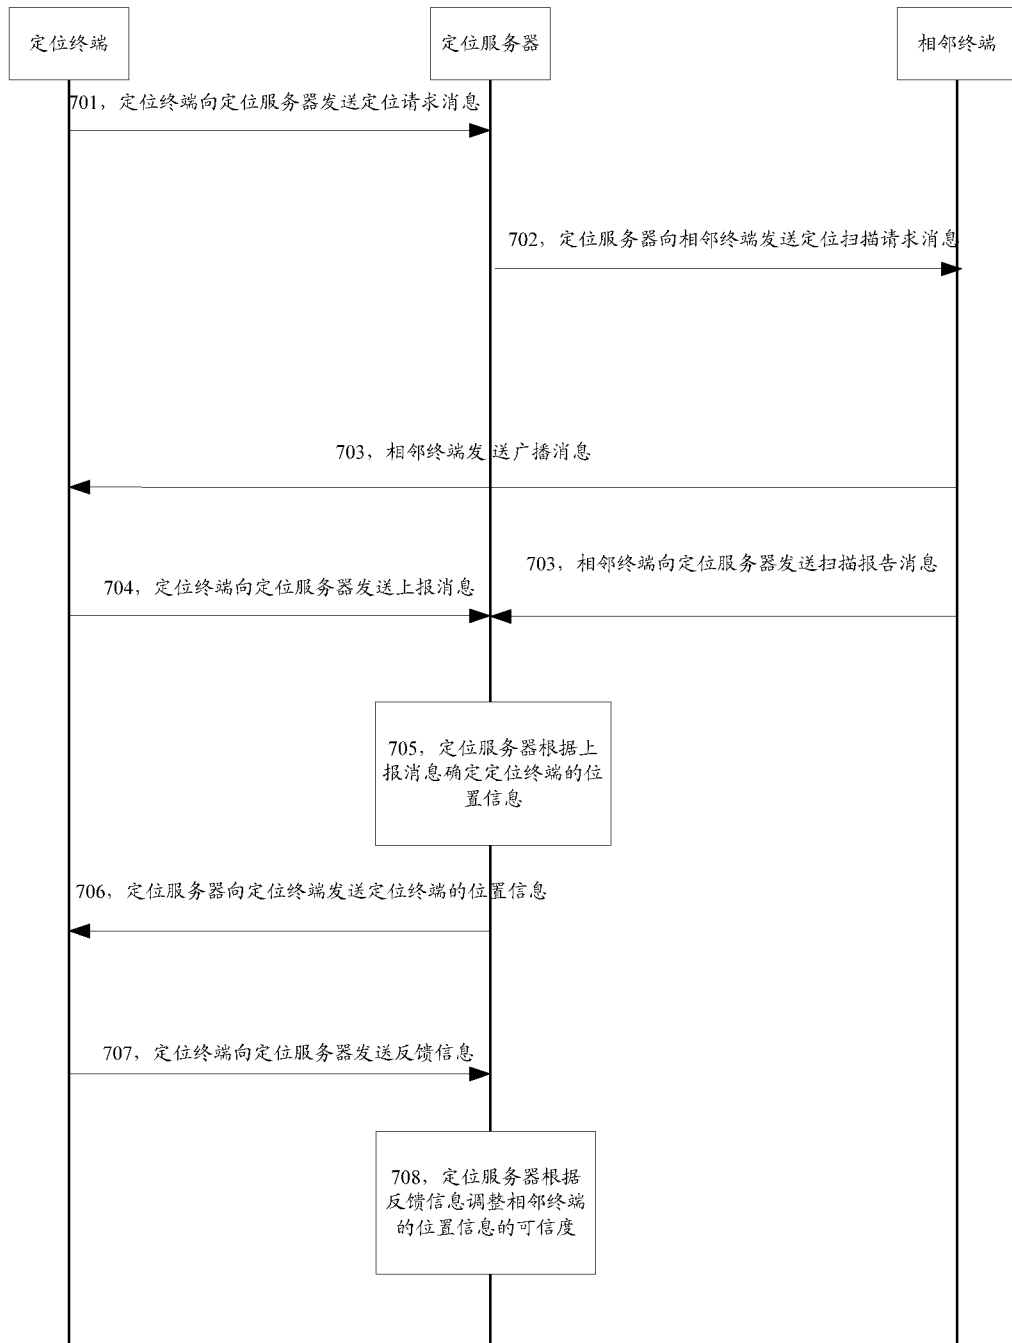 定位终端
定位服务器
相邻终端
701，定位终端向定位服务器发送定位请求消息
702，定位服务器向相邻终端发送定位扫描请求消息
703，相邻终端发送广播消息
703，相邻终端向定位服务器发送扫描报告消息
704，定位终端向定位服务器发送上报消息
705，定位服务器根据上
报消息确定定位终端的位
置信息
706，定位服务器向定位终端发送定位终端的位置信息
707，定位终端向定位服务器发送反馈信息
708，定位服务器根据
反馈信息调整相邻终端
的位置信息的可信度